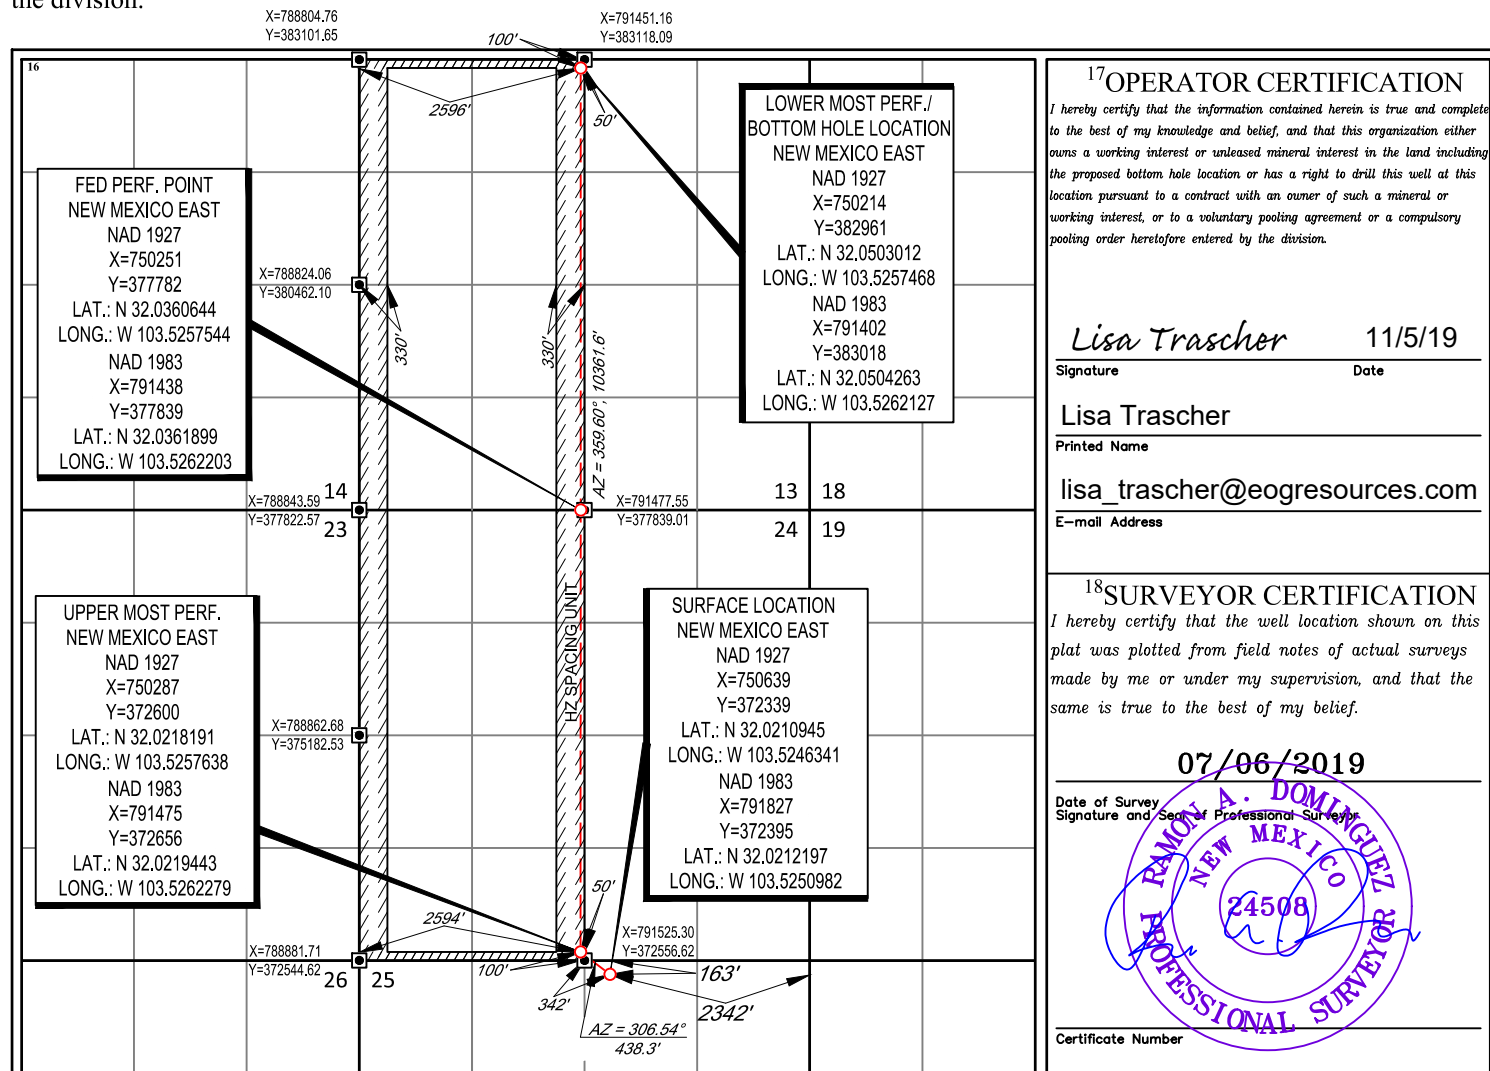 the division.
X=788804.76
Y=383101.65
X=791451.16
Y=383118.09
100'
16
2596'
50'
LOWER MOST PERF./
BOTTOM HOLE LOCATION
NEW MEXICO EAST
NAD 1927
X=750214
Y=382961
LAT.: N 32.0503012
LONG.: W 103.5257468
NAD 1983
X=791402
Y=383018
LAT.: N 32.0504263
LONG.: W 103.5262127
FED PERF. POINT
NEW MEXICO EAST
NAD 1927
X=750251
Y=377782
LAT.: N 32.0360644
LONG.: W 103.5257544
NAD 1983
X=791438
Y=377839
LAT.: N 32.0361899
LONG.: W 103.5262203
X=788824.06
Y=380462.10
330'
330'
AZ = 359.60°, 10361.6'
X=788843.59
Y=377822.57
14
23
X=791477.55
Y=377839.01
13 18
24 19
HZ SPACING UNIT
UPPER MOST PERF.
NEW MEXICO EAST
NAD 1927
X=750287
Y=372600
LAT.: N 32.0218191
LONG.: W 103.5257638
NAD 1983
X=791475
Y=372656
LAT.: N 32.0219443
LONG.: W 103.5262279
X=788862.68
Y=375182.53
SURFACE LOCATION
NEW MEXICO EAST
NAD 1927
X=750639
Y=372339
LAT.: N 32.0210945
LONG.: W 103.5246341
NAD 1983
X=791827
Y=372395
LAT.: N 32.0212197
LONG.: W 103.5250982
50'
2594'
X=788881.71
Y=372544.62
26 25
100'
X=791525.30
Y=372556.62
163'
342'
2342'
AZ = 306.54°
438.3'
17 OPERATOR CERTIFICATION
I hereby certify that the information contained herein is true and complete
to the best of my knowledge and belief, and that this organization either
owns a working interest or unleased mineral interest in the land including
the proposed bottom hole location or has a right to drill this well at this
location pursuant to a contract with an owner of such a mineral or
working interest, or to a voluntary pooling agreement or a compulsory
pooling order heretofore entered by the division.
Lisa Trascher 11/5/19
Signature Date
Lisa Trascher
Printed Name
lisa_trascher@eogresources.com
E-mail Address
18 SURVEYOR CERTIFICATION
I hereby certify that the well location shown on this
plat was plotted from field notes of actual surveys
made by me or under my supervision, and that the
same is true to the best of my belief.
07/06/2019
Date of Survey
Signature and Seal of Professional Surveyor
RAMON A. DOMINGUEZ
NEW MEXICO
24508
PROFESSIONAL SURVEYOR
Certificate Number